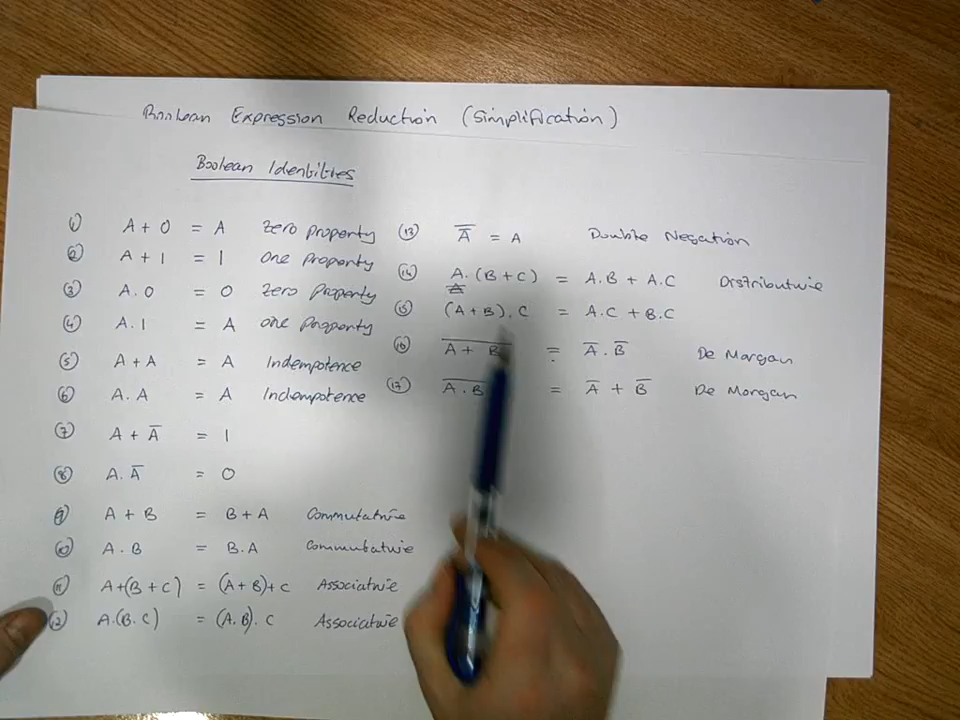 Boolean Expression Reduction (Simplification)
Boolean Identities
① A + 0 = A Zero property
② A + 1 = 1 one property
③ A . 0 = 0 Zero Property
④ A . 1 = A one Property
⑤ A + A = A Indempotence
⑥ A . A = A Indempotence
⑦ A + A̅ = 1
⑧ A . A̅ = 0
⑨ A + B = B + A Commutative
⑩ A . B = B . A Commutative
⑪ A+(B + C) = (A + B)+C Associative
⑫ A.(B.C) = (A.B).C Associative
⑬ A̿ = A Double Negation
⑭ A.(B + C) = A.B + A.C Distributive
⑮ (A + B).C = A.C + B.C
⑯ A̅ ̅+̅ ̅B̅ = A̅ . B̅ De Morgan
⑰ A̅ ̅.̅ ̅B̅ = A̅ + B̅ De Morgan